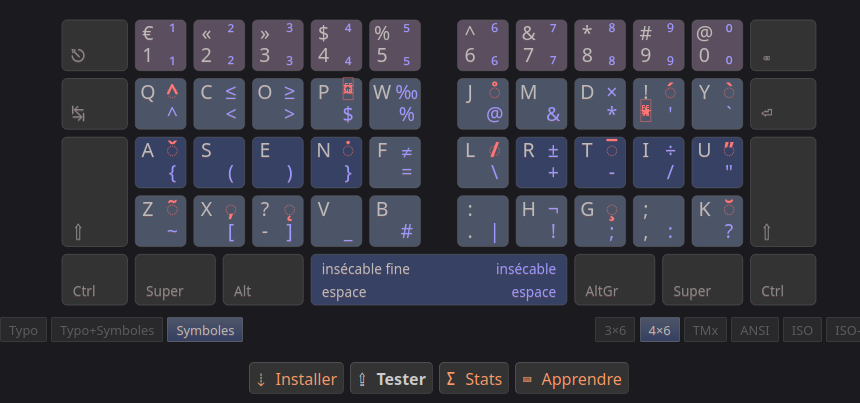 € 1 « 2 » 3 $ 4 % 5 ^ 6 & 7 * 8 # 9 @ 0
1 1 2 2 3 3 4 4 5 5 6 6 7 7 8 8 9 9 0 0
Q ^ C ≤ O ≥ P W ‰ J ˚ M D × ! ´ Y `
^ < > $ % @ & * ' `
A ˇ S E N ˙ F ≠ L / R ± T ¯ I ÷ U ˝
{ ( ) } = \ + - / "
Z ˜ X , ? ˛ V B : H ¬ G ¸ ; K ˘
~ [ - ] _ # . | ! ; , : ?
insécable fine insécable
Ctrl Super Alt espace espace AltGr Super Ctrl
Typo Typo+Symboles Symboles 3×6 4×6 TMx ANSI ISO ISO-
Installer Tester Stats Apprendre